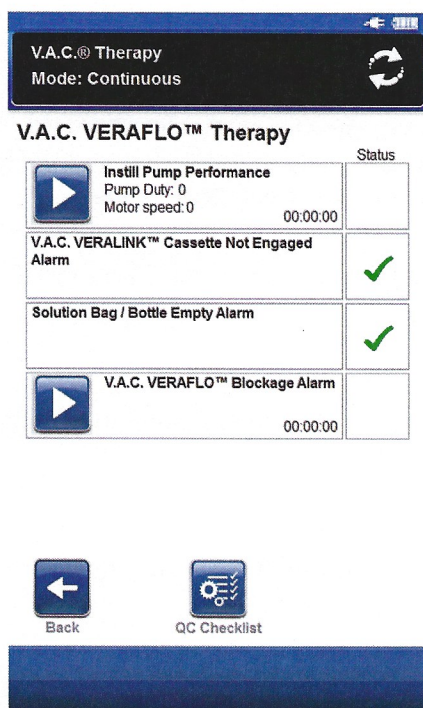 V.A.C.® Therapy
Mode: Continuous
V.A.C. VERAFLO™ Therapy
Status
Instill Pump Performance
Pump Duty: 0
Motor speed:0
00:00:00
V.A.C. VERALINK™ Cassette Not Engaged
Alarm
Solution Bag / Bottle Empty Alarm
V.A.C. VERAFLO™ Blockage Alarm
00:00:00
Back
QC Checklist